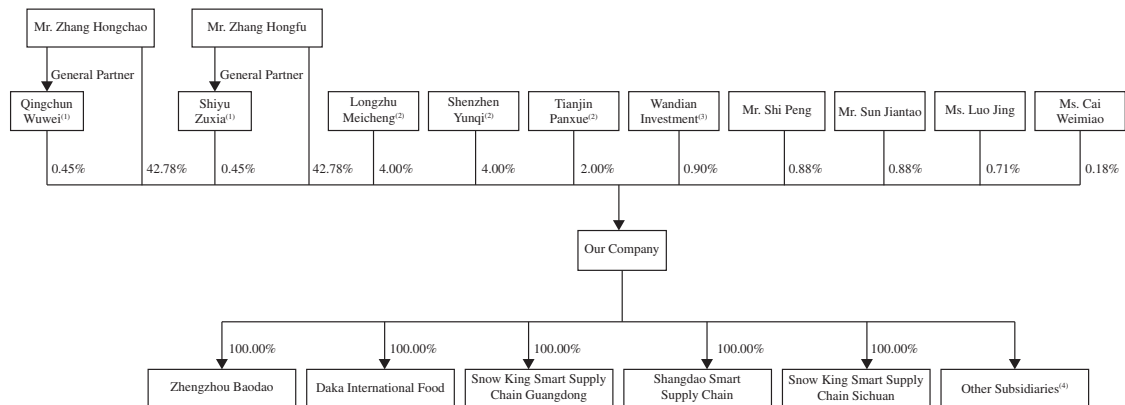 Mr. Zhang Hongchao
Mr. Zhang Hongfu
General Partner
General Partner
Qingchun
Wuwei(1)
Shiyu
Zuxia(1)
Longzhu
Meicheng(2)
Shenzhen
Yunqi(2)
Tianjin
Panxue(2)
Wandian
Investment(3)
Mr. Shi Peng
Mr. Sun Jiantao
Ms. Luo Jing
Ms. Cai
Weimiao
0.45%
42.78%
0.45%
42.78%
4.00%
4.00%
2.00%
0.90%
0.88%
0.88%
0.71%
0.18%
Our Company
100.00%
100.00%
100.00%
100.00%
100.00%
Zhengzhou Baodao
Daka International Food
Snow King Smart Supply
Chain Guangdong
Shangdao Smart
Supply Chain
Snow King Smart Supply
Chain Sichuan
Other Subsidiaries(4)